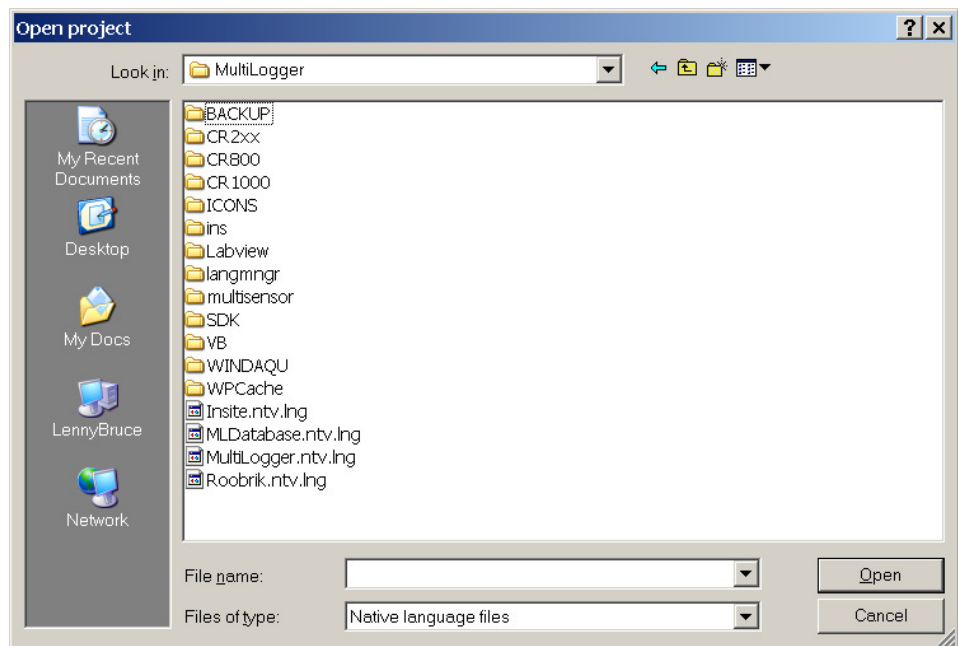 Open project
Look in: MultiLogger
My Recent
Documents
Desktop
My Docs
LennyBruce
Network
BACKUP
CR2xx
CR800
CR1000
ICONS
ins
Labview
langmngr
multisensor
SDK
VB
WINDAQU
WPCache
Insite.ntv.lng
MLDatabase.ntv.lng
MultiLogger.ntv.lng
Roobrik.ntv.lng
File name: Open
Files of type: Native language files Cancel